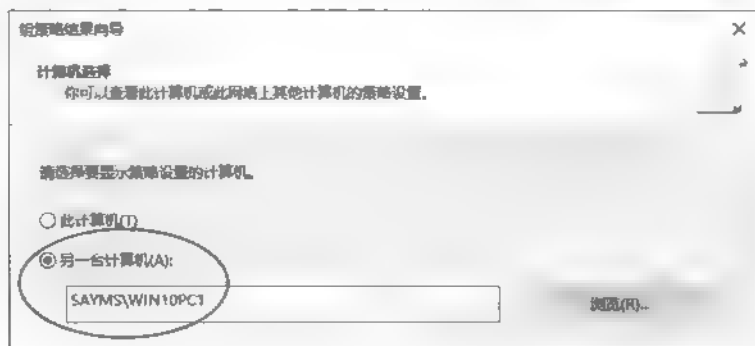 组策略结果向导
计算机选择
你可以查看此计算机或此网络上其他计算机的策略设置。
请选择要显示策略设置的计算机。
此计算机(T)
另一台计算机(A):
SAYMS\WIN10PC1
浏览(R)...